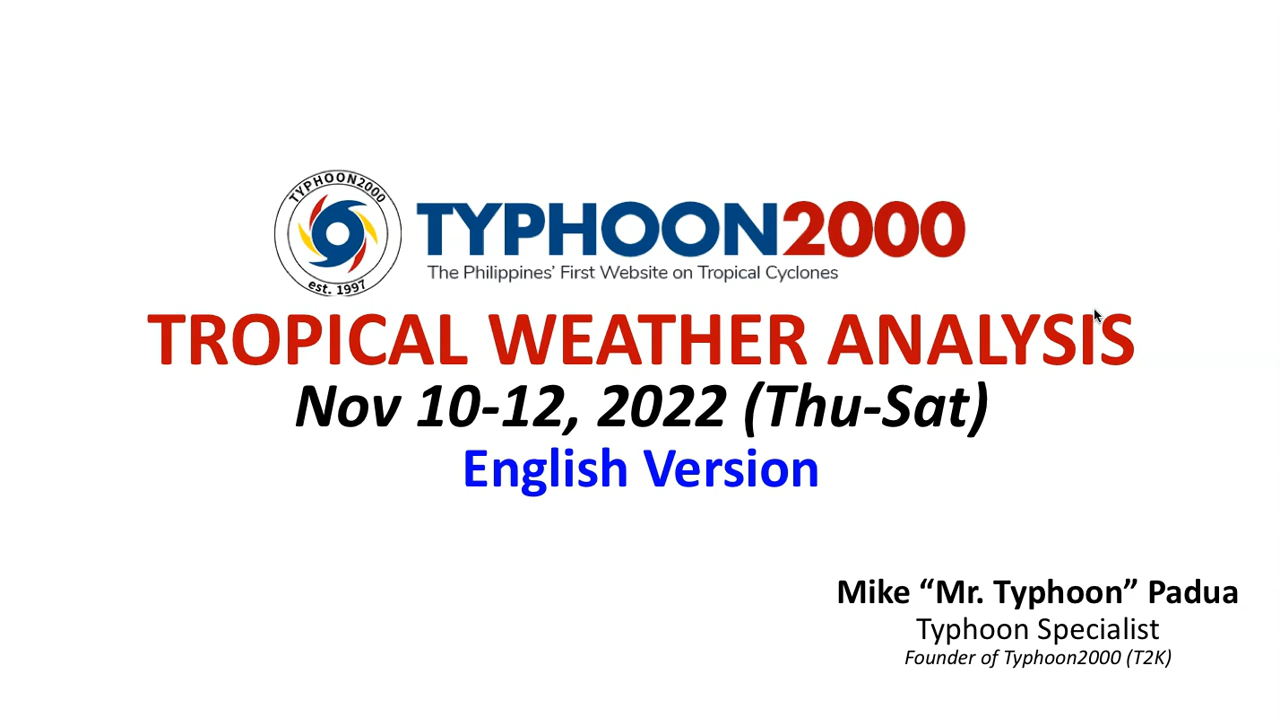 TYPHOON2000
est. 1997
TYPHOON2000
The Philippines’ First Website on Tropical Cyclones
TROPICAL WEATHER ANALYSIS
Nov 10-12, 2022 (Thu-Sat)
English Version
Mike “Mr. Typhoon” Padua
Typhoon Specialist
Founder of Typhoon2000 (T2K)